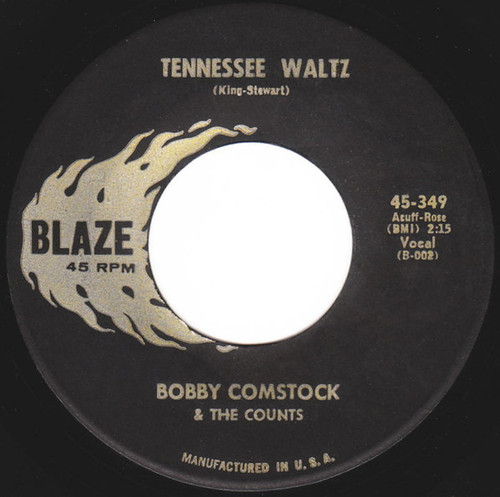 TENNESSEE WALTZ
(King-Stewart)
BLAZE
45 RPM
45-349
Acuff-Rose
(BMI) 2:15
Vocal
(B-002)
BOBBY COMSTOCK
& THE COUNTS
MANUFACTURED IN U.S.A.